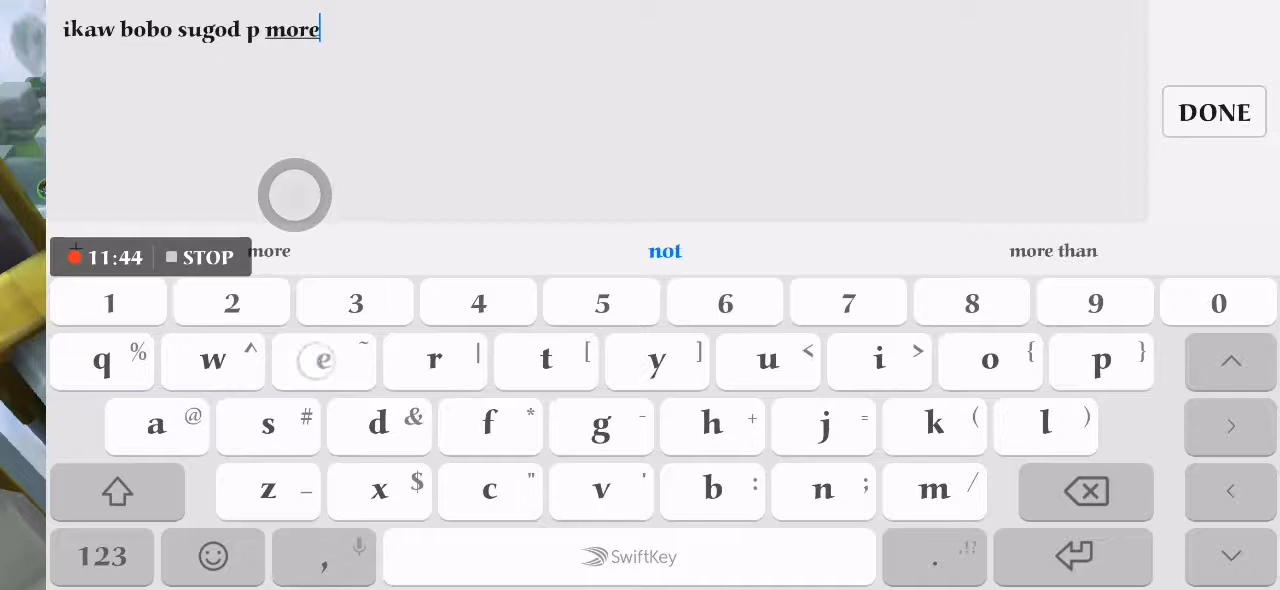 ikaw bobo sugod p more
DONE
11:44 STOP
more not more than
1 2 3 4 5 6 7 8 9 0
q % w ^ e ~ r | t [ y ] u < i > o { p } ^
a @ s # d & f * g - h + j = k ( l ) >
z _ x $ c " v ' b : n ; m / <
123 , SwiftKey . ,!?